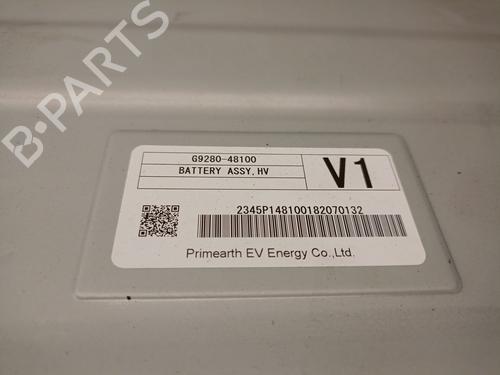 G9280-48100
BATTERY ASSY,HV
V1
2345P148100182070132
Primearth EV Energy Co.,Ltd.
B-PARTS